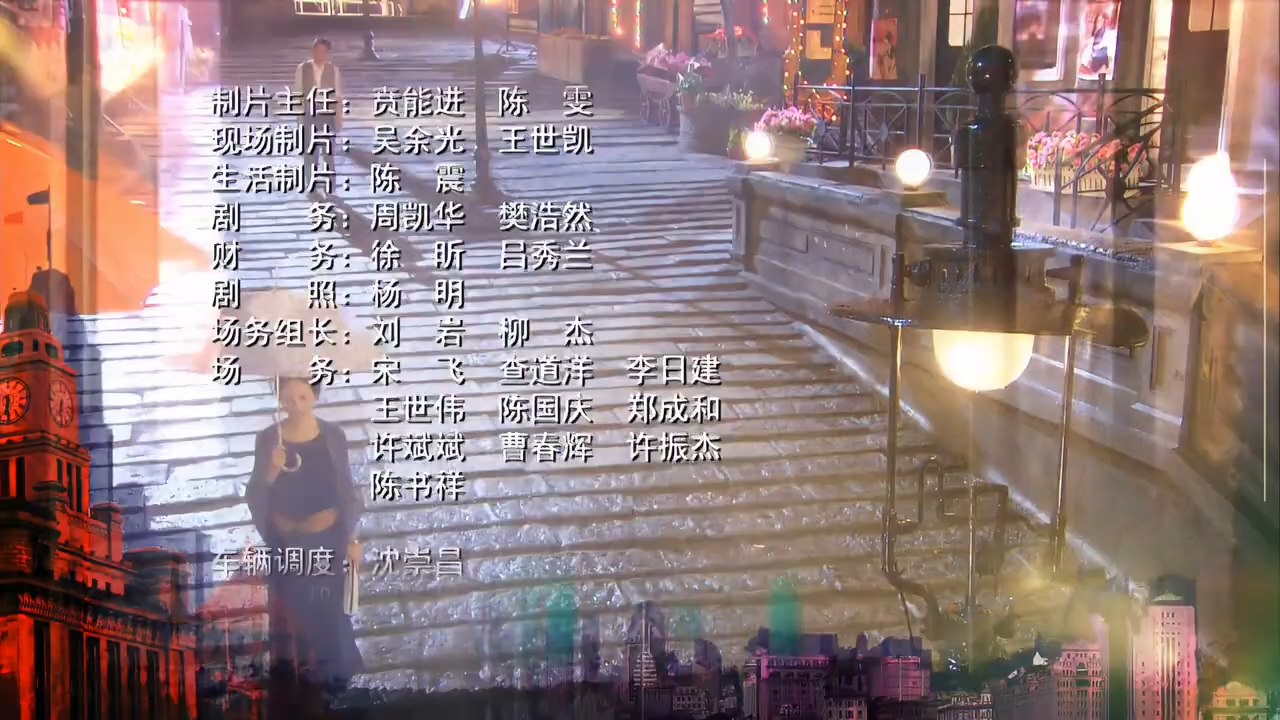 制片主任：贲能进 陈 雯
现场制片：吴余光 王世凯
生活制片：陈 震
剧 务：周凯华 樊浩然
财 务：徐 昕 吕秀兰
剧 照：杨 明
场务组长：刘 岩 柳 杰
场 务：宋 飞 查道洋 李日建
王世伟 陈国庆 郑成和
许斌斌 曹春辉 许振杰
陈书祥
车辆调度：沈崇昌